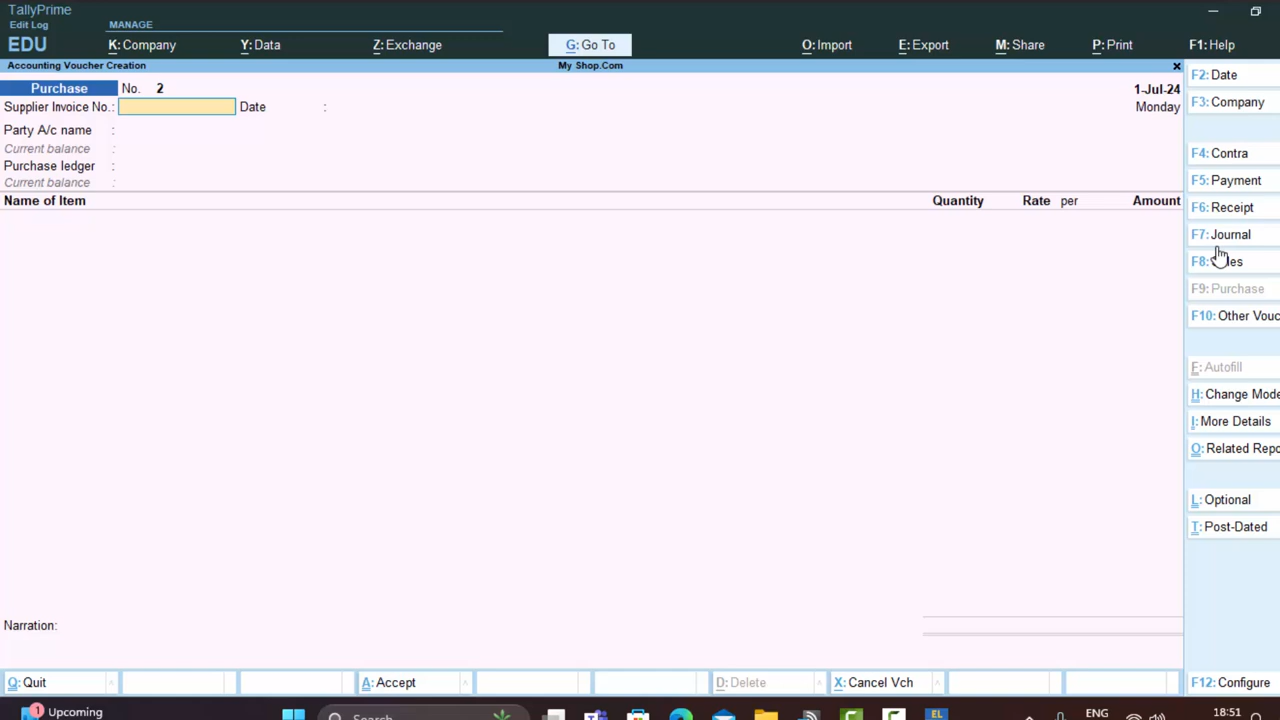 TallyPrime
Edit Log
MANAGE
EDU
K: Company
Y: Data
Z: Exchange
G: Go To
O: Import
E: Export
M: Share
P: Print
F1: Help
Accounting Voucher Creation
My Shop.Com
×
Purchase No. 2
1-Jul-24
Supplier Invoice No.:
Date :
Monday
Party A/c name :
Current balance :
Purchase ledger :
Current balance :
Name of Item
Quantity
Rate per
Amount
Narration:
F2: Date
F3: Company
F4: Contra
F5: Payment
F6: Receipt
F7: Journal
F8:
F9: Purchase
F10: Other Vouc
F: Autofill
H: Change Mode
I: More Details
O: Related Repo
L: Optional
T: Post-Dated
Q: Quit
A: Accept
D: Delete
X: Cancel Vch
F12: Configure
1
Upcoming
Search
EL
ENG
18:51